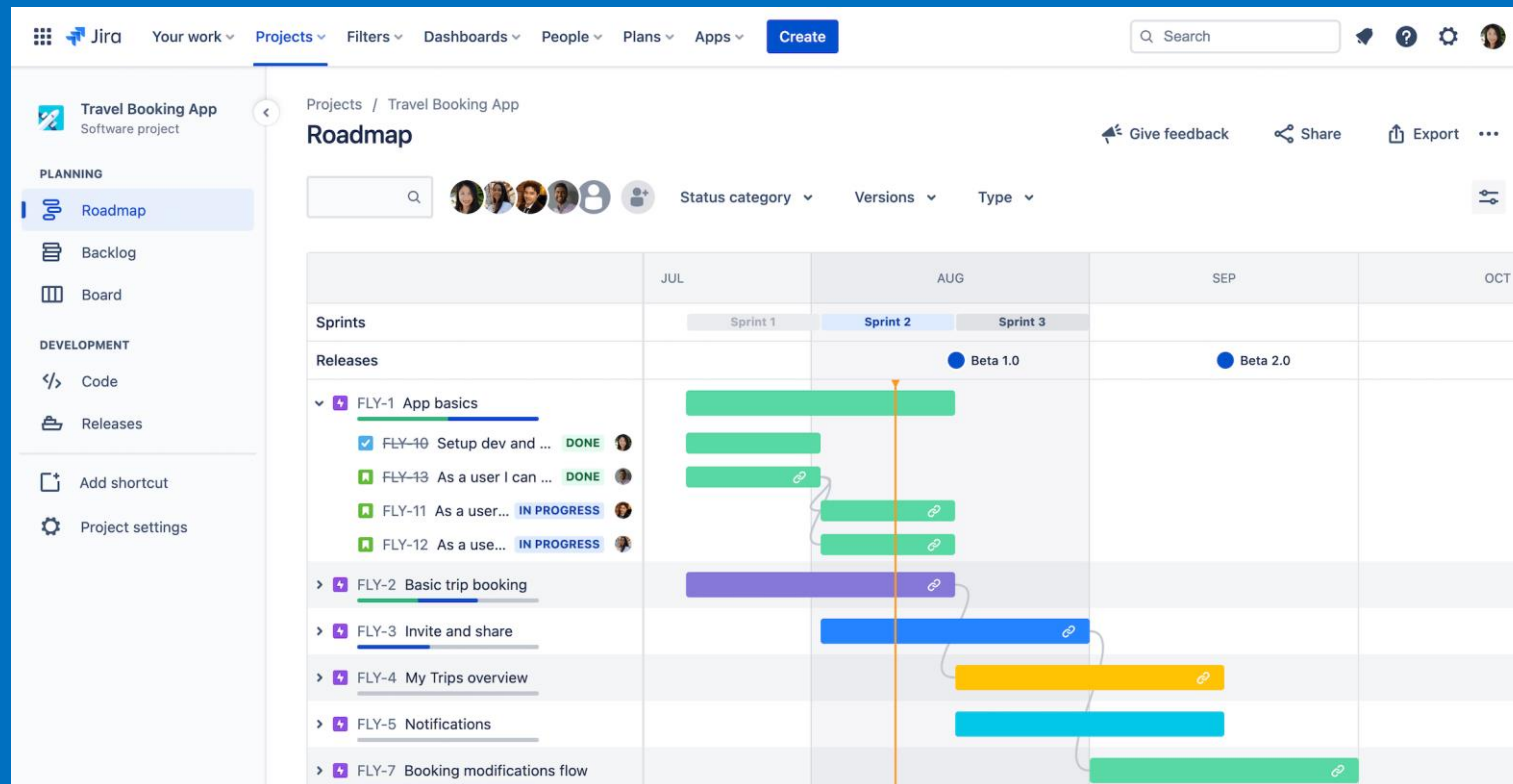 Jira Your work Projects Filters Dashboards People Plans Apps Create Search
Travel Booking App
Software project
PLANNING
Roadmap
Backlog
Board
DEVELOPMENT
Code
Releases
Add shortcut
Project settings
Projects / Travel Booking App
Roadmap
Give feedback Share Export
Status category Versions Type
JUL AUG SEP OCT
Sprints Sprint 1 Sprint 2 Sprint 3
Releases Beta 1.0 Beta 2.0
FLY-1 App basics
FLY-10 Setup dev and ... DONE
FLY-13 As a user I can ... DONE
FLY-11 As a user... IN PROGRESS
FLY-12 As a use... IN PROGRESS
FLY-2 Basic trip booking
FLY-3 Invite and share
FLY-4 My Trips overview
FLY-5 Notifications
FLY-7 Booking modifications flow